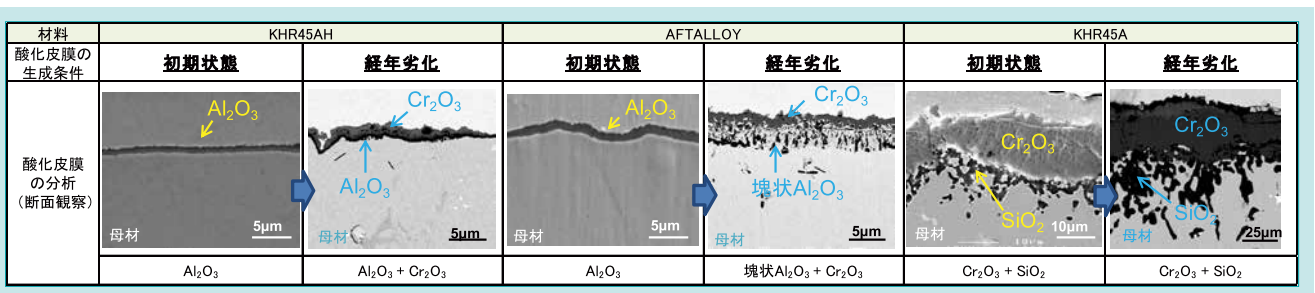 材料 KHR45AH AFTALLOY KHR45A
酸化皮膜の
生成条件
初期状態 経年劣化 初期状態 経年劣化 初期状態 経年劣化
酸化皮膜
の分析
(断面観察)
Al₂O₃
5μm
母材
Cr₂O₃
Al₂O₃
5μm
母材
Al₂O₃
5μm
母材
Cr₂O₃
塊状Al₂O₃
5μm
母材
Cr₂O₃
SiO₂
10μm
母材
Cr₂O₃
SiO₂
25μm
母材
Al₂O₃ Al₂O₃ + Cr₂O₃ Al₂O₃ 塊状Al₂O₃ + Cr₂O₃ Cr₂O₃ + SiO₂ Cr₂O₃ + SiO₂